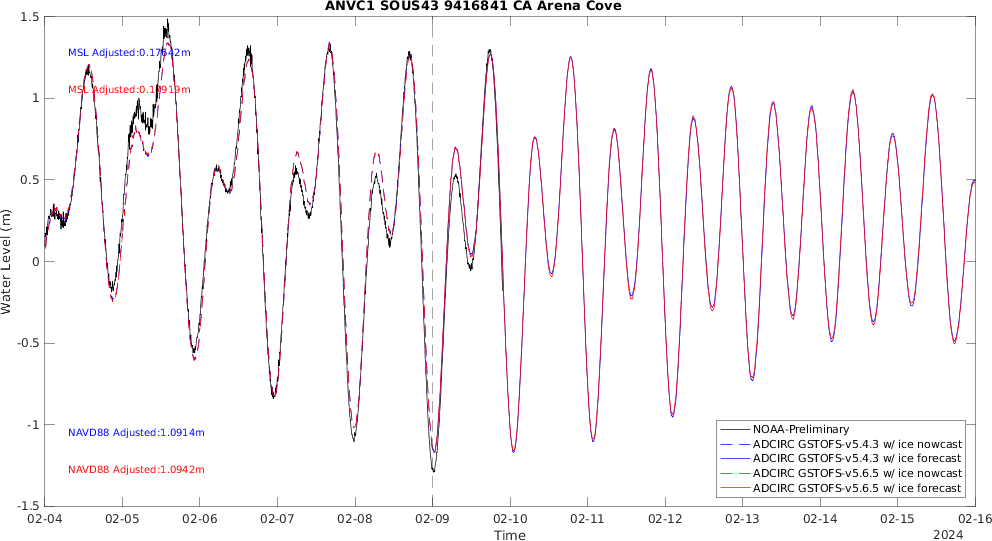 ANVC1 SOUS43 9416841 CA Arena Cove
1.5
1
0.5
0
-0.5
-1
-1.5
Water Level (m)
MSL Adjusted:0.17642m
MSL Adjusted:
NAVD88 Adjusted:1.0914m
NAVD88 Adjusted:1.0942m
NOAA-Preliminary
ADCIRC GSTOFS-v5.4.3 w/ ice nowcast
ADCIRC GSTOFS-v5.4.3 w/ ice forecast
ADCIRC GSTOFS-v5.6.5 w/ ice nowcast
ADCIRC GSTOFS-v5.6.5 w/ ice forecast
02-04 02-05 02-06 02-07 02-08 02-09 02-10 02-11 02-12 02-13 02-14 02-15 02-16
Time
2024